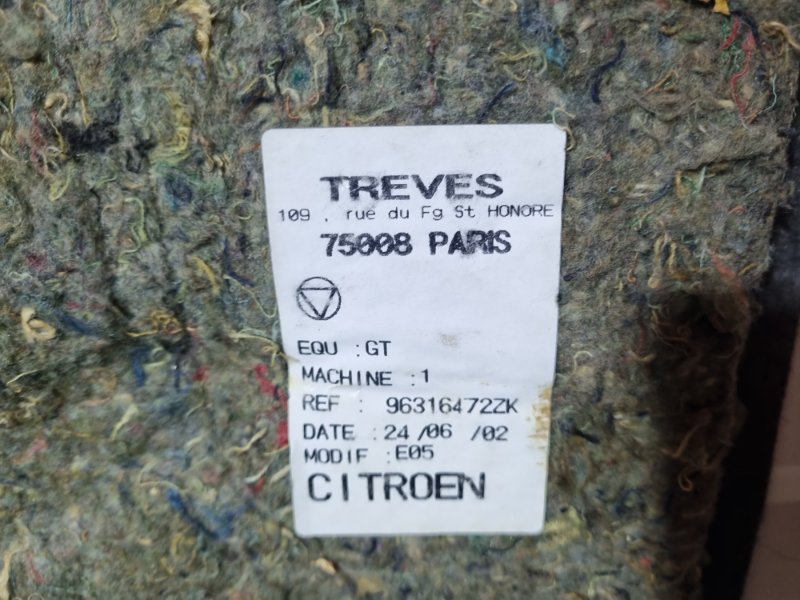 TREVES
109 , rue du Fg St HONORE
75008 PARIS
EQU :GT
MACHINE :1
REF : 96316472ZK
DATE :24/06 /02
MODIF :E05
CITROEN